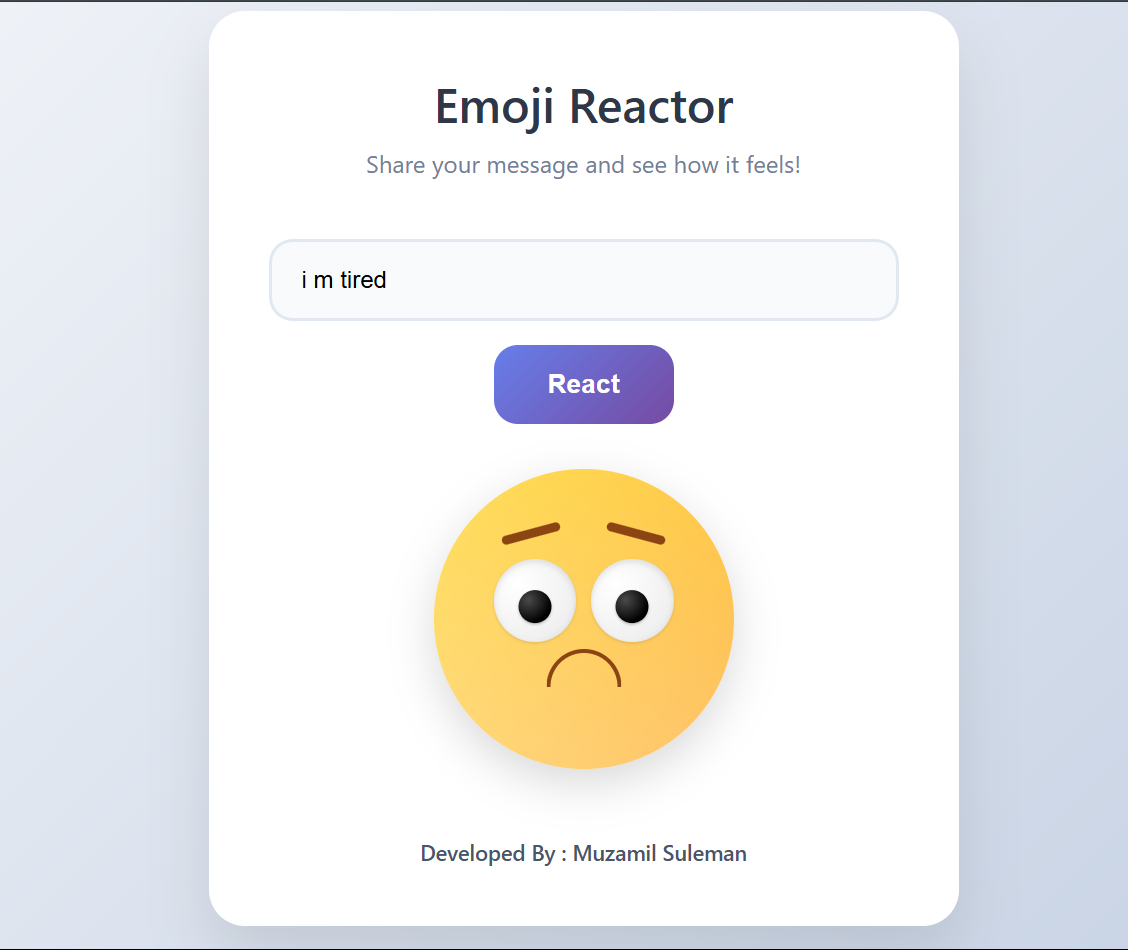 Emoji Reactor
Share your message and see how it feels!
i m tired
React
Developed By : Muzamil Suleman